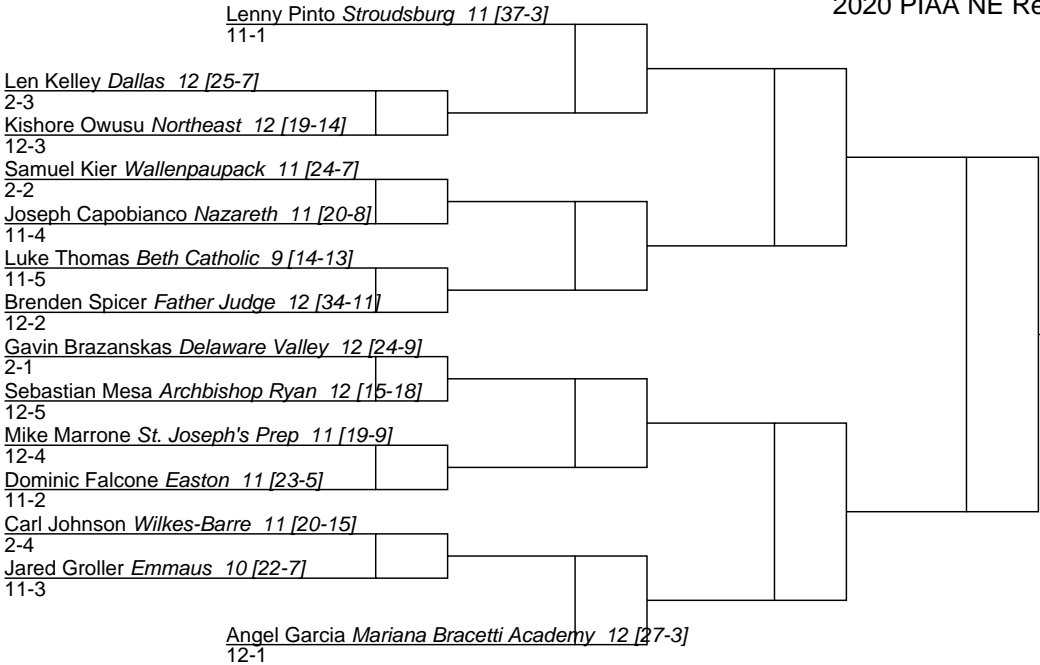 2020 PIAA NE Re
Lenny Pinto Stroudsburg 11 [37-3]
11-1
Len Kelley Dallas 12 [25-7]
2-3
Kishore Owusu Northeast 12 [19-14]
12-3
Samuel Kier Wallenpaupack 11 [24-7]
2-2
Joseph Capobianco Nazareth 11 [20-8]
11-4
Luke Thomas Beth Catholic 9 [14-13]
11-5
Brenden Spicer Father Judge 12 [34-11]
12-2
Gavin Brazanskas Delaware Valley 12 [24-9]
2-1
Sebastian Mesa Archbishop Ryan 12 [15-18]
12-5
Mike Marrone St. Joseph's Prep 11 [19-9]
12-4
Dominic Falcone Easton 11 [23-5]
11-2
Carl Johnson Wilkes-Barre 11 [20-15]
2-4
Jared Groller Emmaus 10 [22-7]
11-3
Angel Garcia Mariana Bracetti Academy 12 [27-3]
12-1